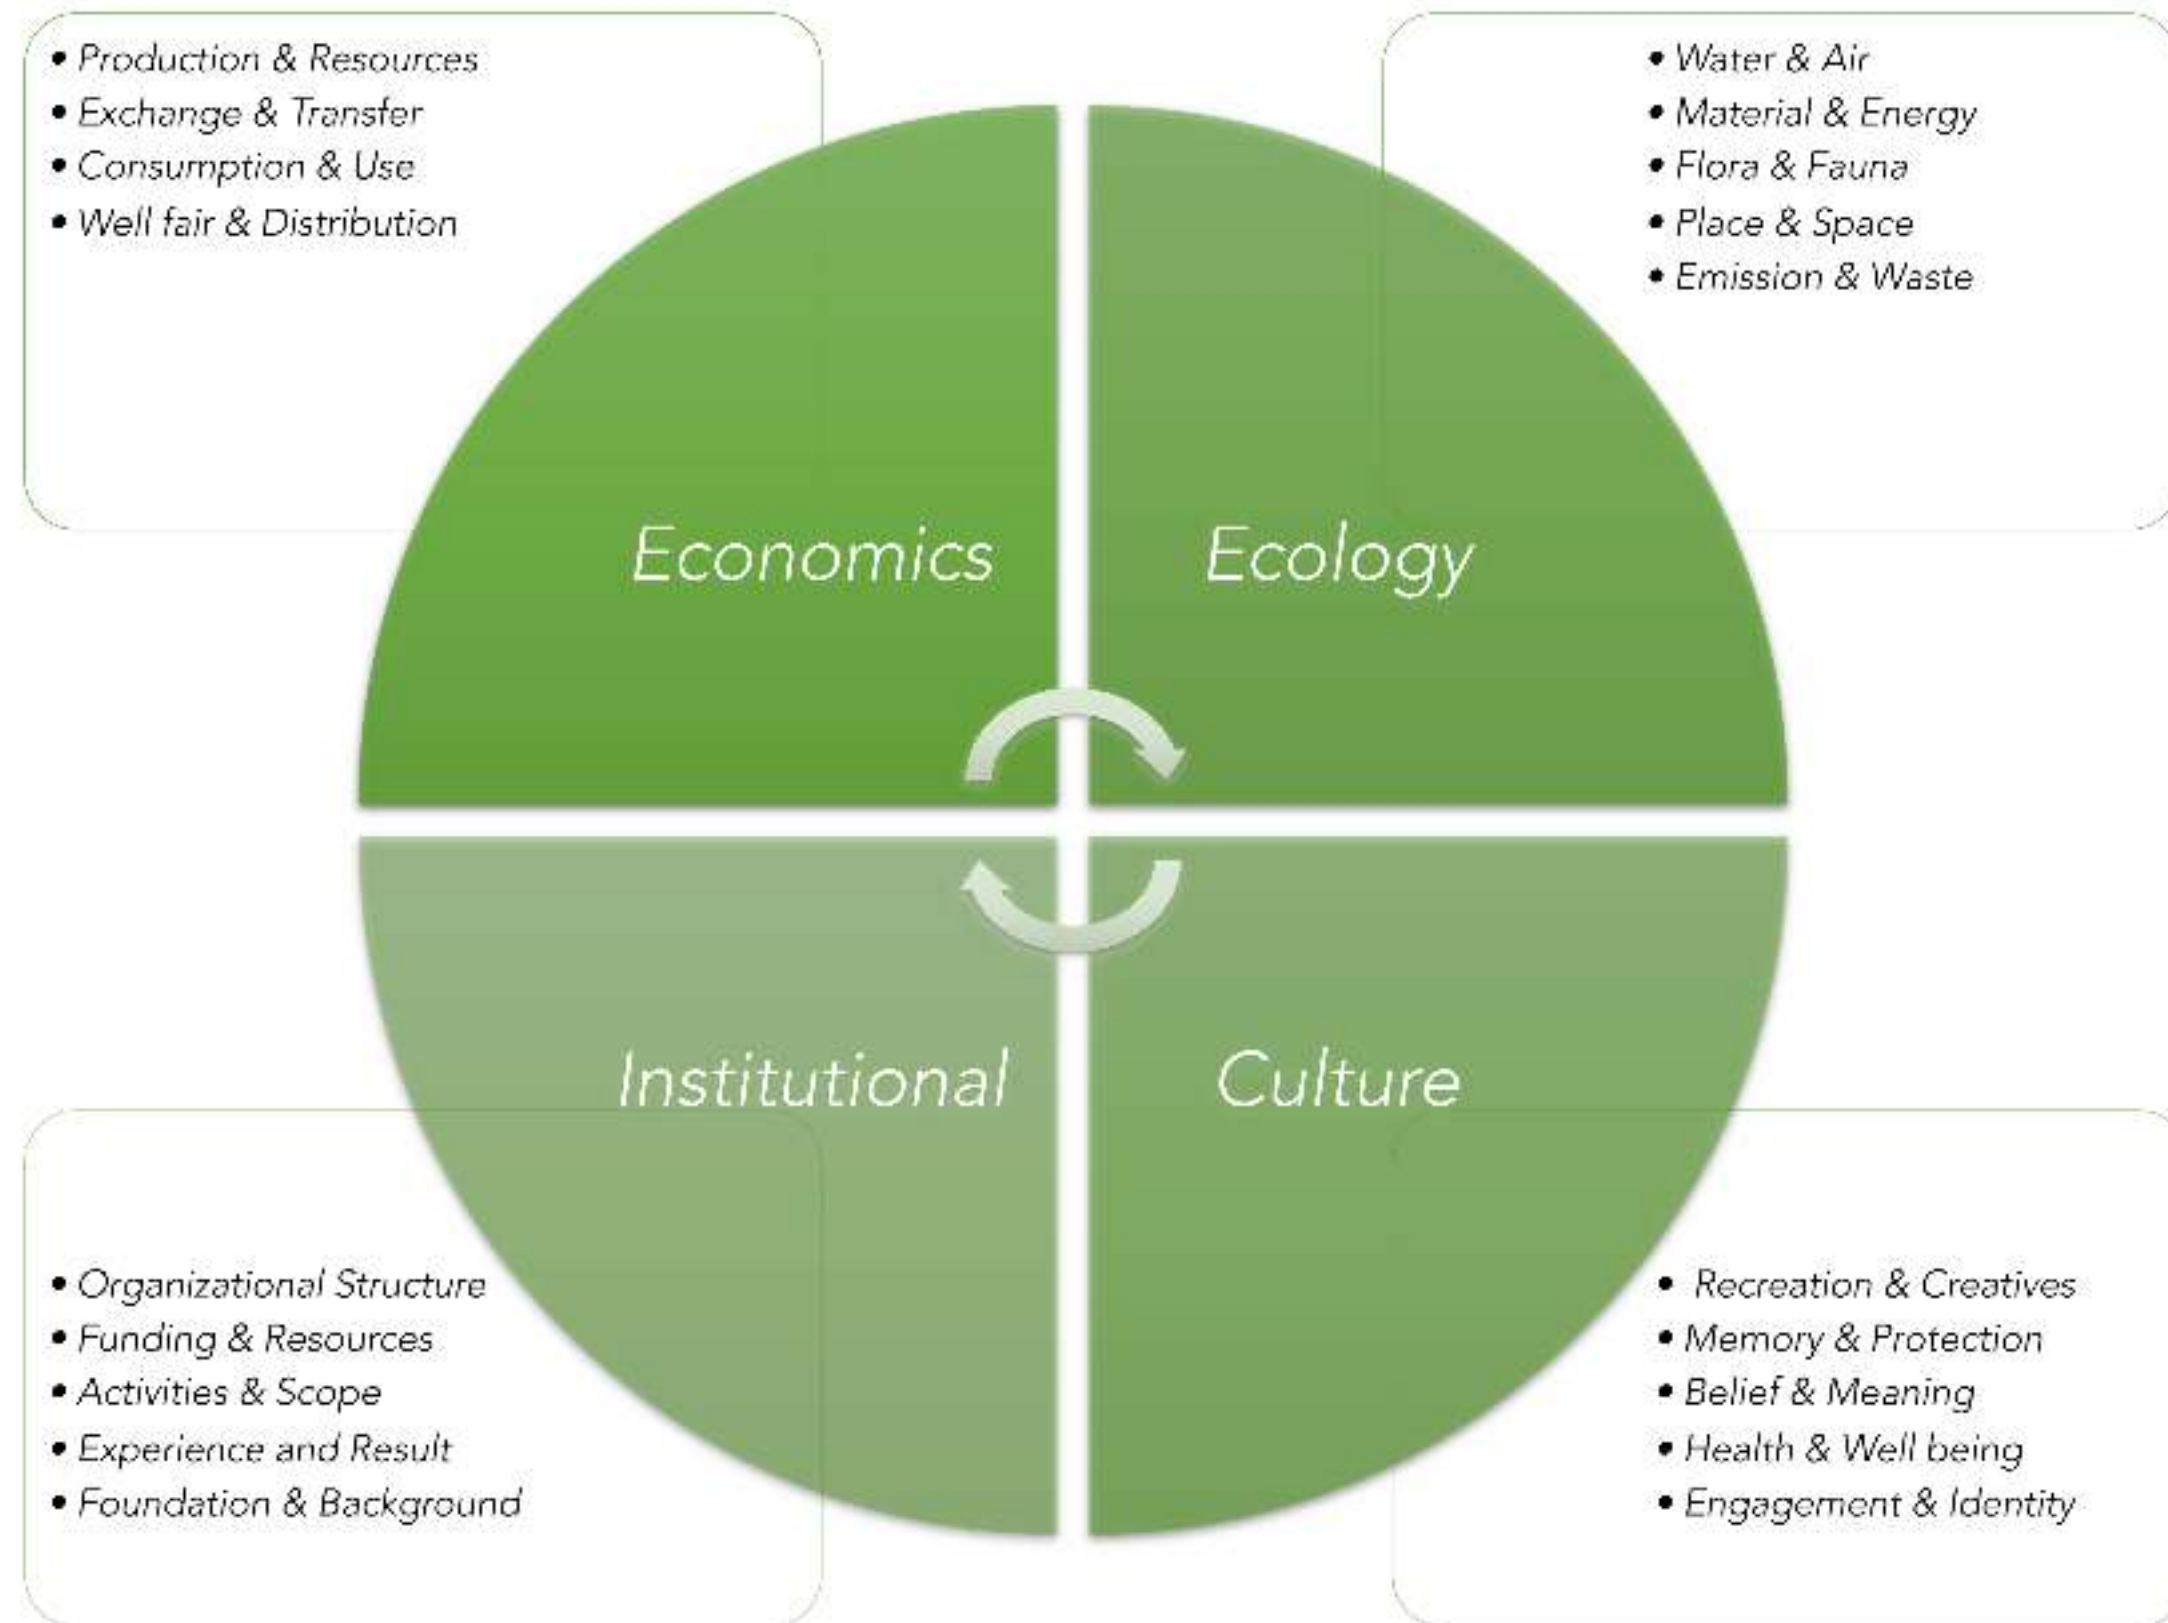 • Production & Resources
• Exchange & Transfer
• Consumption & Use
• Well fair & Distribution
• Water & Air
• Material & Energy
• Flora & Fauna
• Place & Space
• Emission & Waste
Economics
Ecology
Institutional
Culture
• Organizational Structure
• Funding & Resources
• Activities & Scope
• Experience and Result
• Foundation & Background
• Recreation & Creatives
• Memory & Protection
• Belief & Meaning
• Health & Well being
• Engagement & Identity